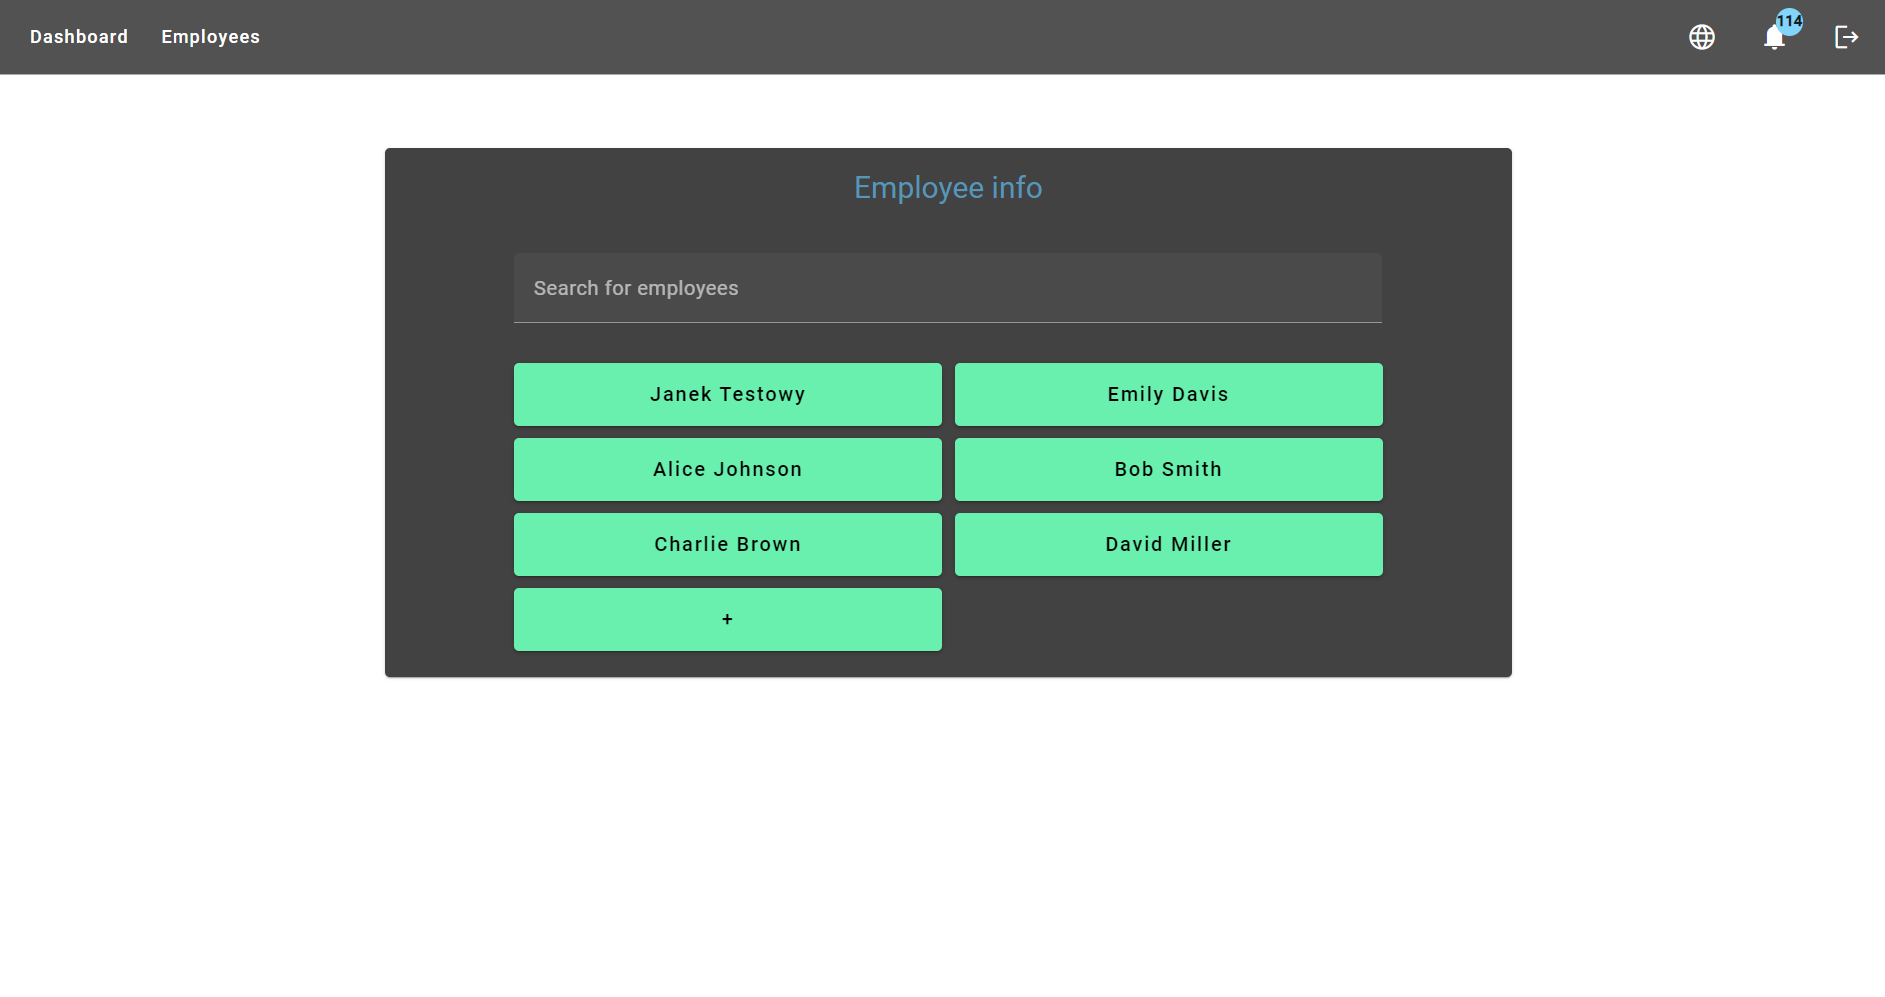 Dashboard Employees 114
Employee info
Search for employees
Janek Testowy Emily Davis
Alice Johnson Bob Smith
Charlie Brown David Miller
+